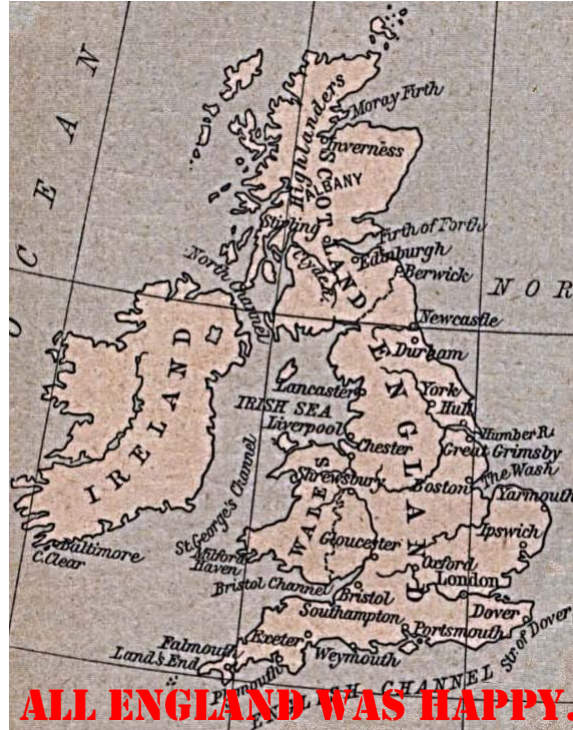 OCEAN
Highlanders
Moray Firth
Inverness
SCOTLAND
ALBANY
Stirling
Firth of Forth
Edinburgh
Clyde
Berwick
North Channel
NOR
Newcastle
Durham
IRELAND
ENGLAND
Lancaster
York
IRISH SEA
Hull
Liverpool
Humber R.
Chester
Great Grimsby
The Wash
Shrewsbury
Boston
Yarmouth
St. George's Channel
WALES
Ipswich
Baltimore
C. Clear
Milford
Haven
Gloucester
Oxford
London
Bristol Channel
Bristol
Dover
Southampton
Portsmouth
Str. of Dover
Exeter
Falmouth
Weymouth
Land's End
Plymouth
ENGLISH CHANNEL
ALL ENGLAND WAS HAPPY.